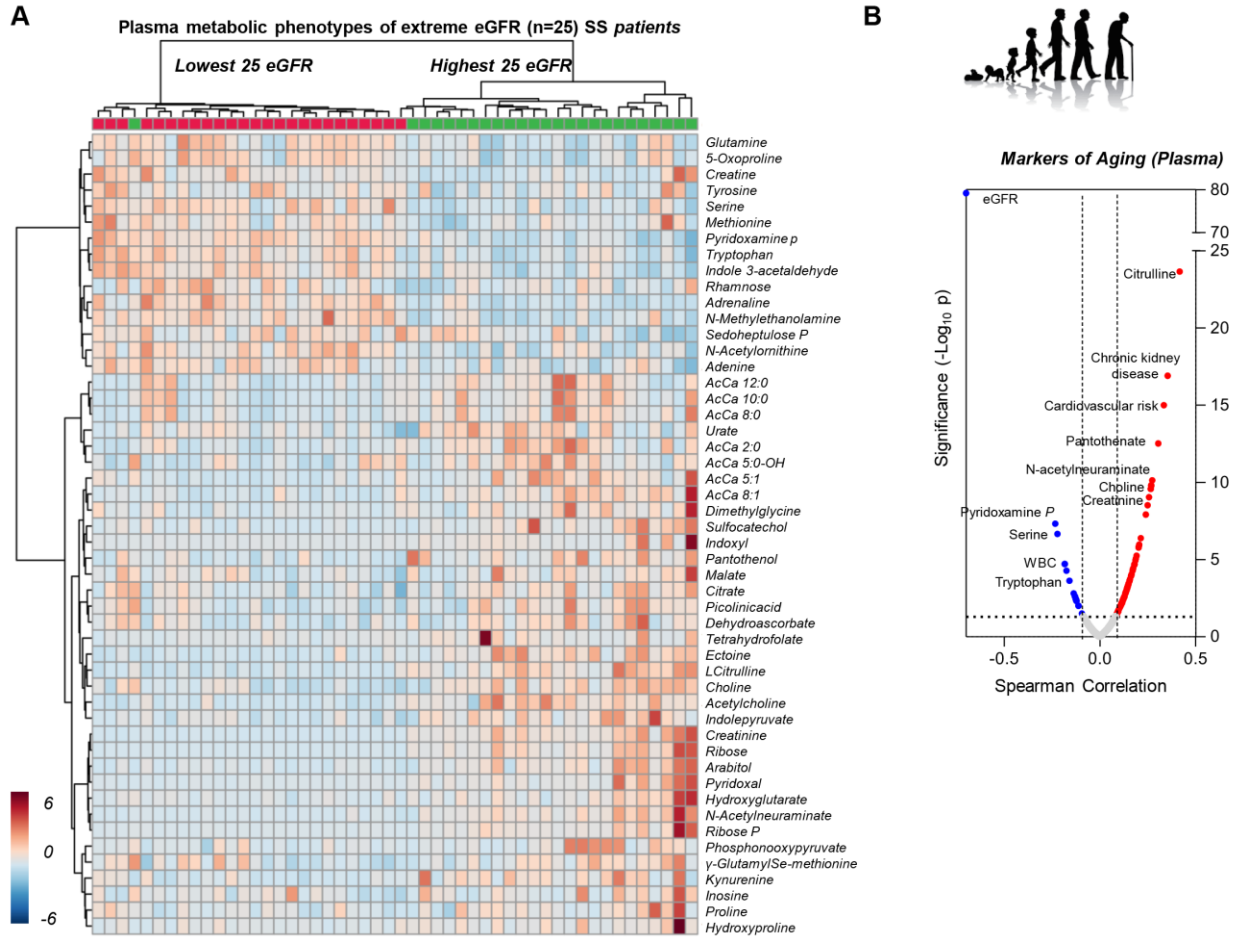 A
Plasma metabolic phenotypes of extreme eGFR (n=25) SS patients
Lowest 25 eGFR
Highest 25 eGFR
Glutamine
5-Oxoproline
Creatine
Tyrosine
Serine
Methionine
Pyridoxamine p
Tryptophan
Indole 3-acetaldehyde
Rhamnose
Adrenaline
N-Methylethanolamine
Sedoheptulose P
N-Acetylornithine
Adenine
AcCa 12:0
AcCa 10:0
AcCa 8:0
Urate
AcCa 2:0
AcCa 5:0-OH
AcCa 5:1
AcCa 8:1
Dimethylglycine
Sulfocatechol
Indoxyl
Pantothenol
Malate
Citrate
Picolinicacid
Dehydroascorbate
Tetrahydrofolate
Ectoine
LCitrulline
Choline
Acetylcholine
Indolepyruvate
Creatinine
Ribose
Arabitol
Pyridoxal
Hydroxyglutarate
N-Acetylneuraminate
Ribose P
Phosphonooxypyruvate
γ-GlutamylSe-methionine
Kynurenine
Inosine
Proline
Hydroxyproline
6
0
-6
B
Markers of Aging (Plasma)
80
70
25
20
15
10
5
0
Significance (-Log10 p)
eGFR
Citrulline
Chronic kidney
disease
Cardiovascular risk
Pantothenate
N-acetylneuraminate
Choline
Creatinine
Pyridoxamine P
Serine
WBC
Tryptophan
-0.5
0.0
0.5
Spearman Correlation